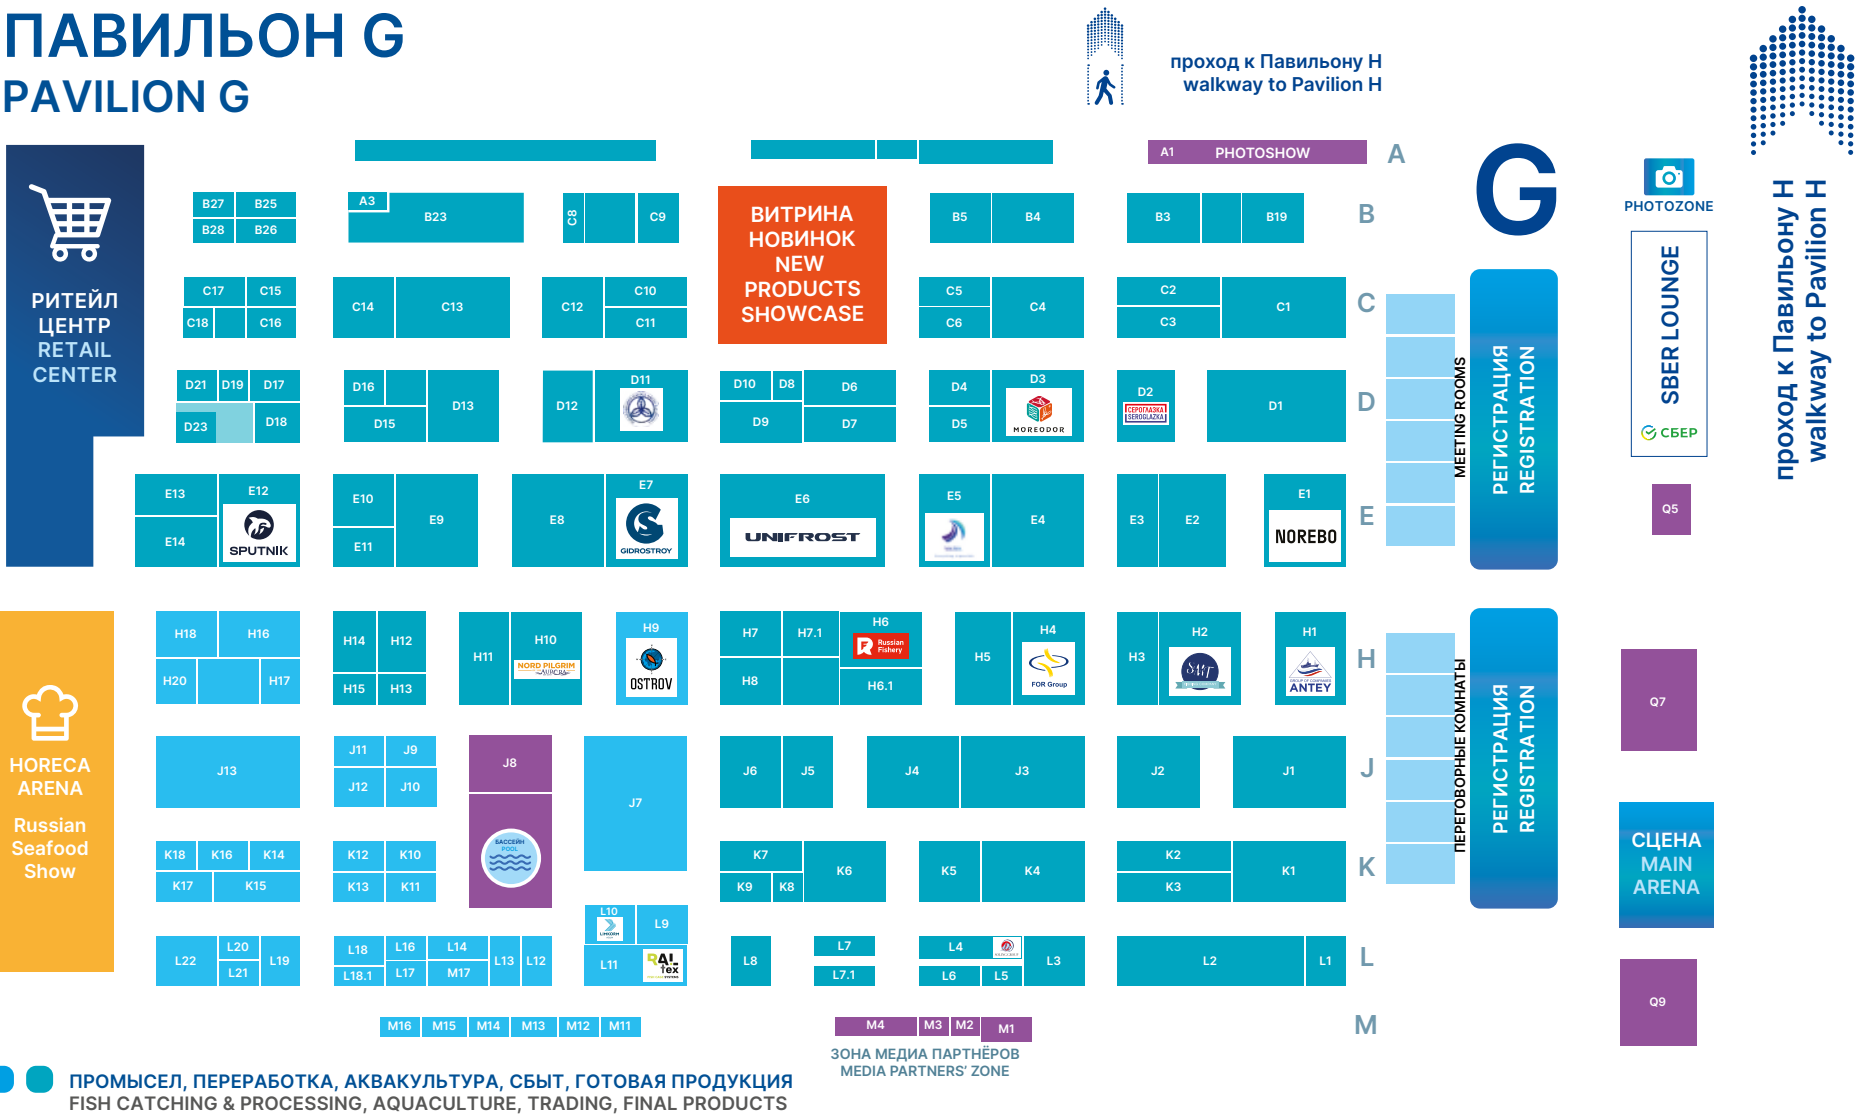 ПАВИЛЬОН G
PAVILION G
проход к Павильону H
walkway to Pavilion H
A1 PHOTOSHOW
A
G
PHOTOZONE
проход к Павильону H
walkway to Pavilion H
РИТЕЙЛ
ЦЕНТР
RETAIL
CENTER
B27 B25
B28 B26
A3
B23
C8
C9
ВИТРИНА
НОВИНОК
NEW
PRODUCTS
SHOWCASE
B5 B4
B3 B19
B
C17 C15
C18 C16
C14 C13
C12 C10
C11
C5 C4
C6
C2 C1
C3
C
D21 D19 D17
D23 D18
D16
D15 D13
D12 D11
D10 D8 D6
D9 D7
D4 D3
D5
MOREODOR
D2
СЕРОГЛАЗКА
SEROGLAZKA
D1
D
MEETING ROOMS
РЕГИСТРАЦИЯ
REGISTRATION
SBER LOUNGE
СБЕР
E13 E12
E14
SPUTNIK
E10 E9
E11
E8 E7
GIDROSTROY
E6
UNIFROST
E5 E4
E3 E2
E1
NOREBO
E
Q5
HORECA
ARENA
Russian
Seafood
Show
H18 H16
H20 H17
H14 H12
H15 H13
H11 H10
NORD PILGRIM
H9
OSTROV
H7 H7.1 H6
Russian
Fishery
H8 H6.1
H5 H4
FOR Group
H3 H2
SMT
H1
GROUP OF COMPANIES
ANTEY
H
ПЕРЕГОВОРНЫЕ КОМНАТЫ
РЕГИСТРАЦИЯ
REGISTRATION
Q7
J13
J11 J9
J12 J10
J8
БАССЕЙН
POOL
J7
J6 J5
J4 J3
J2
J1
J
K18 K16 K14
K17 K15
K12 K10
K13 K11
K7 K6
K9 K8
K5 K4
K2 K1
K3
K
СЦЕНА
MAIN
ARENA
L22 L20 L19
L21
L18 L16 L14 L13 L12
L18.1 L17 M17
L10 L9
L11
RALtex
L8
L7
L7.1
L4 L3
L6 L5
L2 L1
L
Q9
M16 M15 M14 M13 M12 M11
M4 M3 M2 M1
M
ЗОНА МЕДИА ПАРТНЁРОВ
MEDIA PARTNERS' ZONE
ПРОМЫСЕЛ, ПЕРЕРАБОТКА, АКВАКУЛЬТУРА, СБЫТ, ГОТОВАЯ ПРОДУКЦИЯ
FISH CATCHING & PROCESSING, AQUACULTURE, TRADING, FINAL PRODUCTS